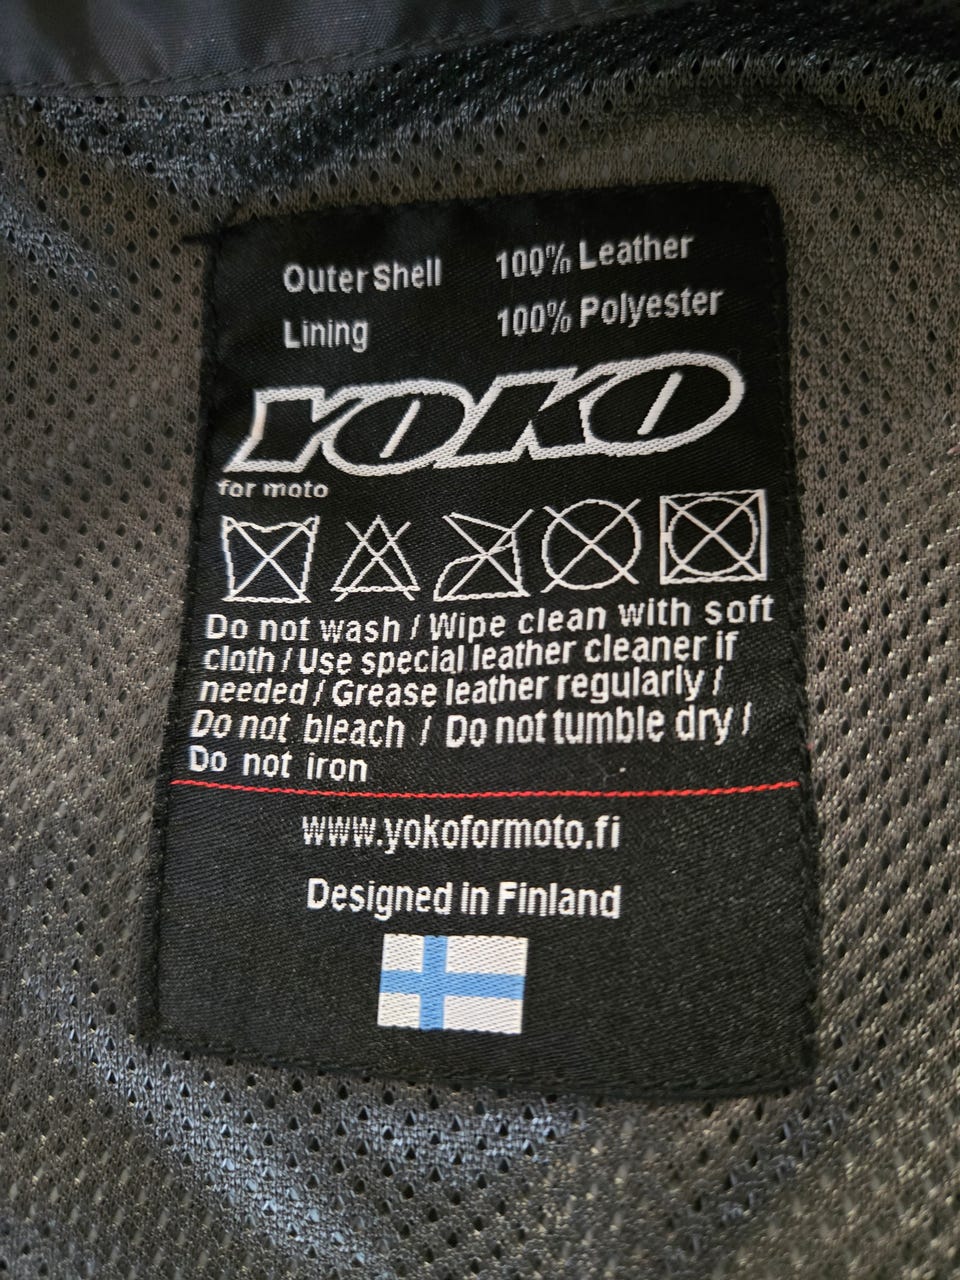 Outer Shell 100% Leather
Lining 100% Polyester
YOKO
for moto
Do not wash / Wipe clean with soft
cloth / Use special leather cleaner if
needed / Grease leather regularly /
Do not bleach / Do not tumble dry /
Do not iron
www.yokoformoto.fi
Designed in Finland